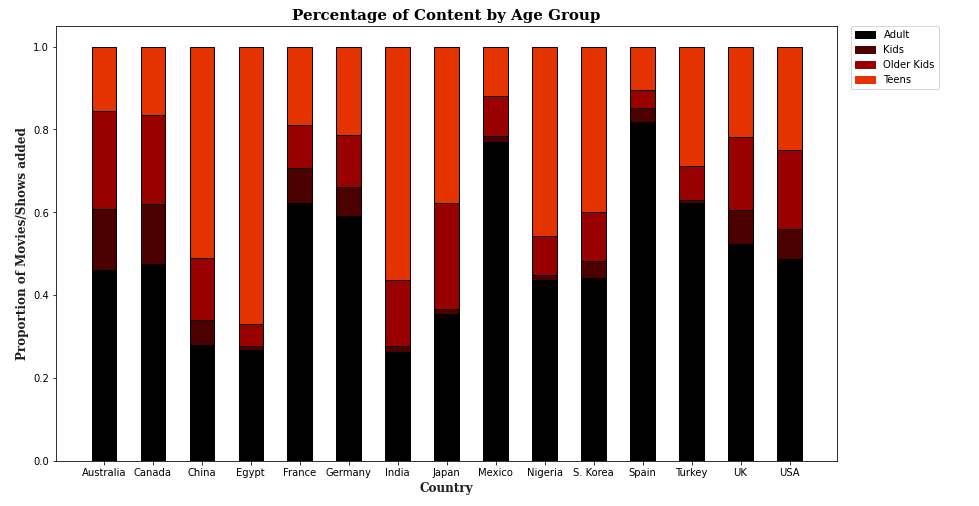 Percentage of Content by Age Group
Adult
Kids
Older Kids
Teens
Proportion of Movies/Shows added
1.0
0.8
0.6
0.4
0.2
0.0
Australia Canada China Egypt France Germany India Japan Mexico Nigeria S. Korea Spain Turkey UK USA
Country